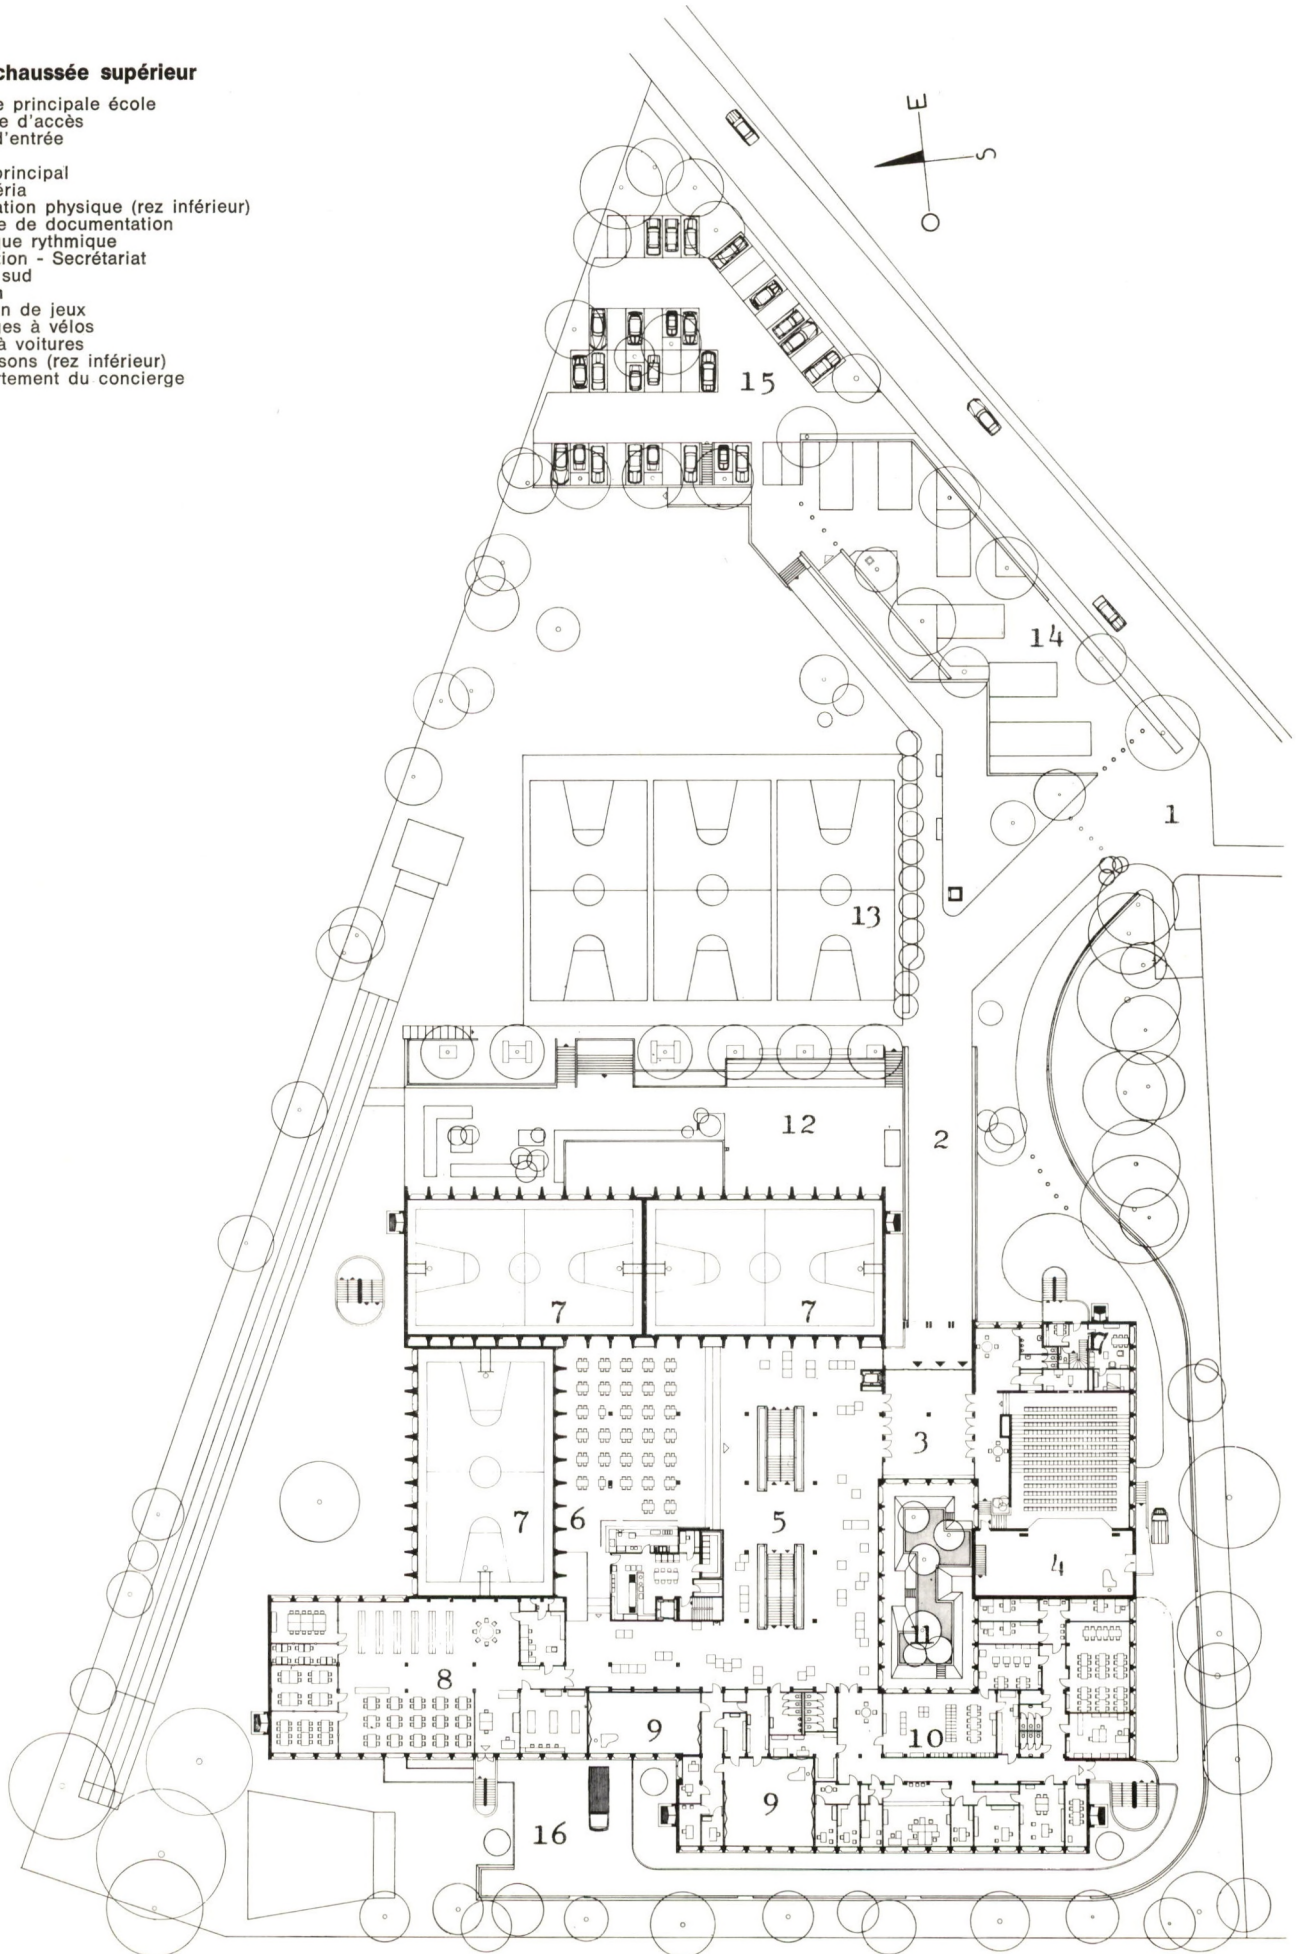 chaussée supérieur
e principale école
e d'accès
d'entrée
principal
éria
ation physique (rez inférieur)
e de documentation
ue rythmique
tion - Secrétariat
sud
n
n de jeux
ges à vélos
à voitures
sons (rez inférieur)
rtement du concierge
E
S
O
15
14
1
13
12
2
7
7
7
3
7
6
5
4
11
8
9
10
9
16